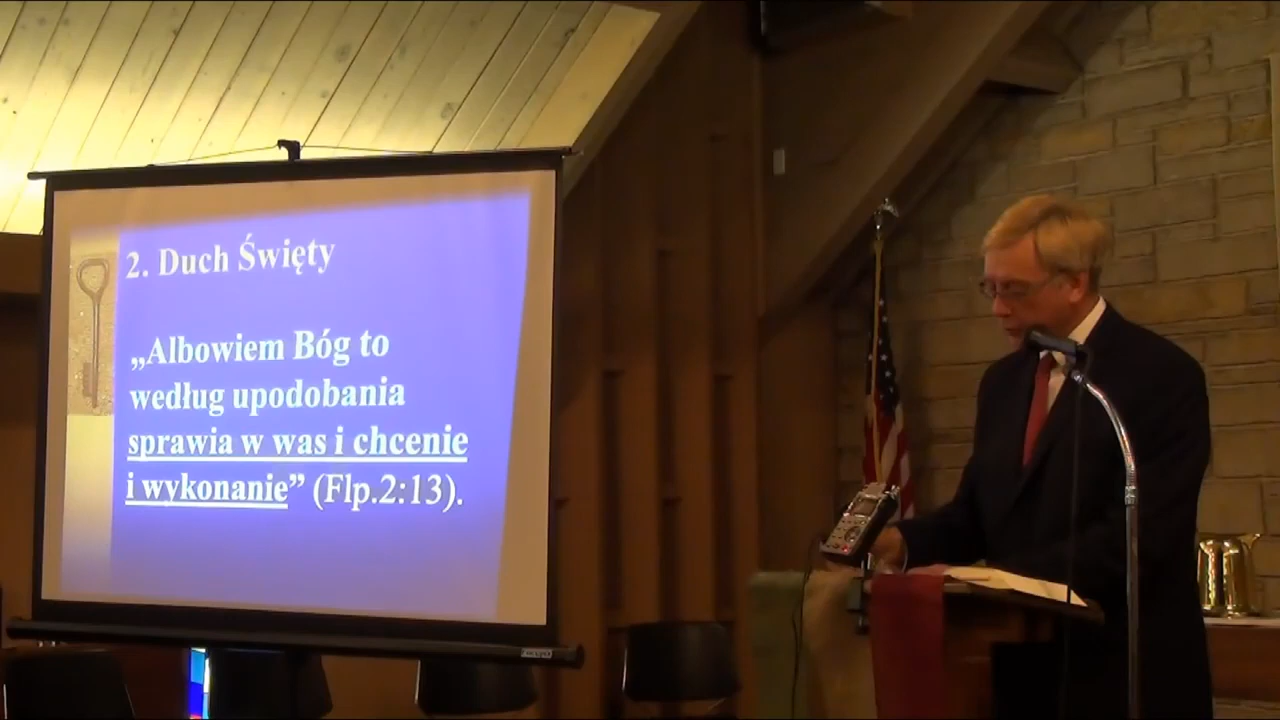 2. Duch Święty
„Albowiem Bóg to
według upodobania
sprawia w was i chcenie
i wykonanie” (Flp.2:13).